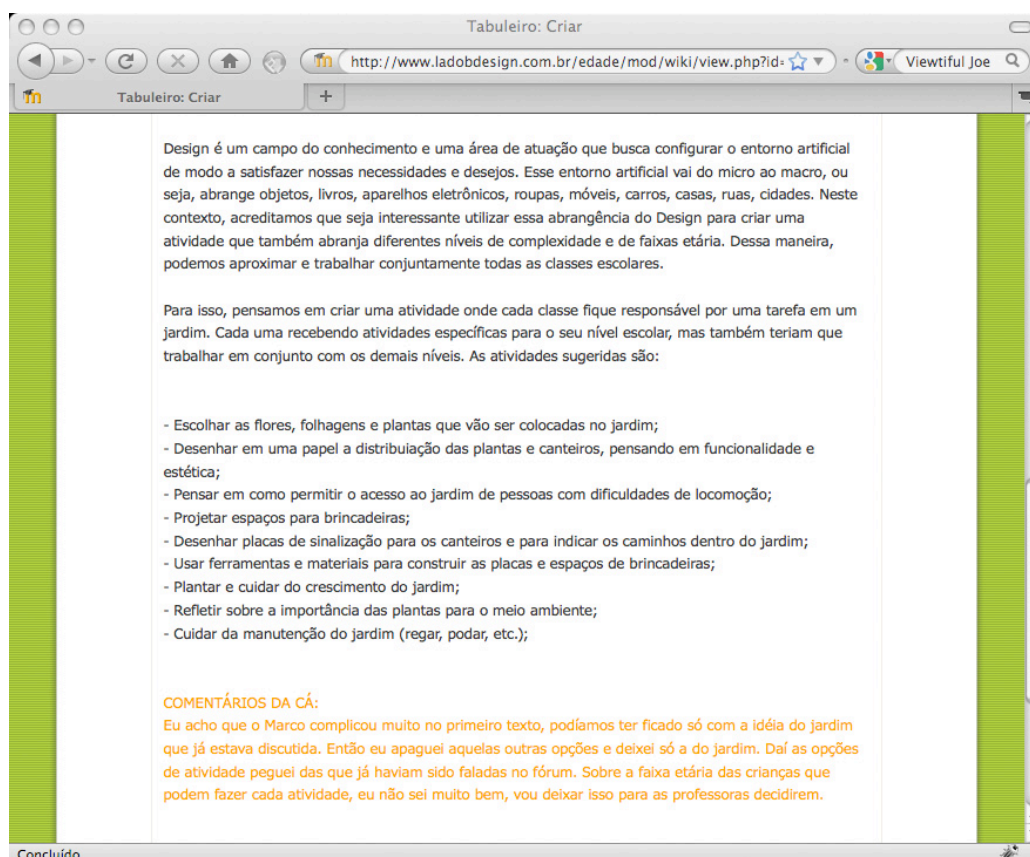 Tabuleiro: Criar
http://www.ladobdesign.com.br/edade/mod/wiki/view.php?id=
Viewtiful Joe
Tabuleiro: Criar
Design é um campo do conhecimento e uma área de atuação que busca configurar o entorno artificial
de modo a satisfazer nossas necessidades e desejos. Esse entorno artificial vai do micro ao macro, ou
seja, abrange objetos, livros, aparelhos eletrônicos, roupas, móveis, carros, casas, ruas, cidades. Neste
contexto, acreditamos que seja interessante utilizar essa abrangência do Design para criar uma
atividade que também abranja diferentes níveis de complexidade e de faixas etária. Dessa maneira,
podemos aproximar e trabalhar conjuntamente todas as classes escolares.
Para isso, pensamos em criar uma atividade onde cada classe fique responsável por uma tarefa em um
jardim. Cada uma recebendo atividades específicas para o seu nível escolar, mas também teriam que
trabalhar em conjunto com os demais níveis. As atividades sugeridas são:
- Escolhar as flores, folhagens e plantas que vão ser colocadas no jardim;
- Desenhar em uma papel a distribuiação das plantas e canteiros, pensando em funcionalidade e
estética;
- Pensar em como permitir o acesso ao jardim de pessoas com dificuldades de locomoção;
- Projetar espaços para brincadeiras;
- Desenhar placas de sinalização para os canteiros e para indicar os caminhos dentro do jardim;
- Usar ferramentas e materiais para construir as placas e espaços de brincadeiras;
- Plantar e cuidar do crescimento do jardim;
- Refletir sobre a importância das plantas para o meio ambiente;
- Cuidar da manutenção do jardim (regar, podar, etc.);
COMENTÁRIOS DA CÁ:
Eu acho que o Marco complicou muito no primeiro texto, podíamos ter ficado só com a idéia do jardim
que já estava discutida. Então eu apaguei aquelas outras opções e deixei só a do jardim. Daí as opções
de atividade peguei das que já haviam sido faladas no fórum. Sobre a faixa etária das crianças que
podem fazer cada atividade, eu não sei muito bem, vou deixar isso para as professoras decidirem.
Concluído